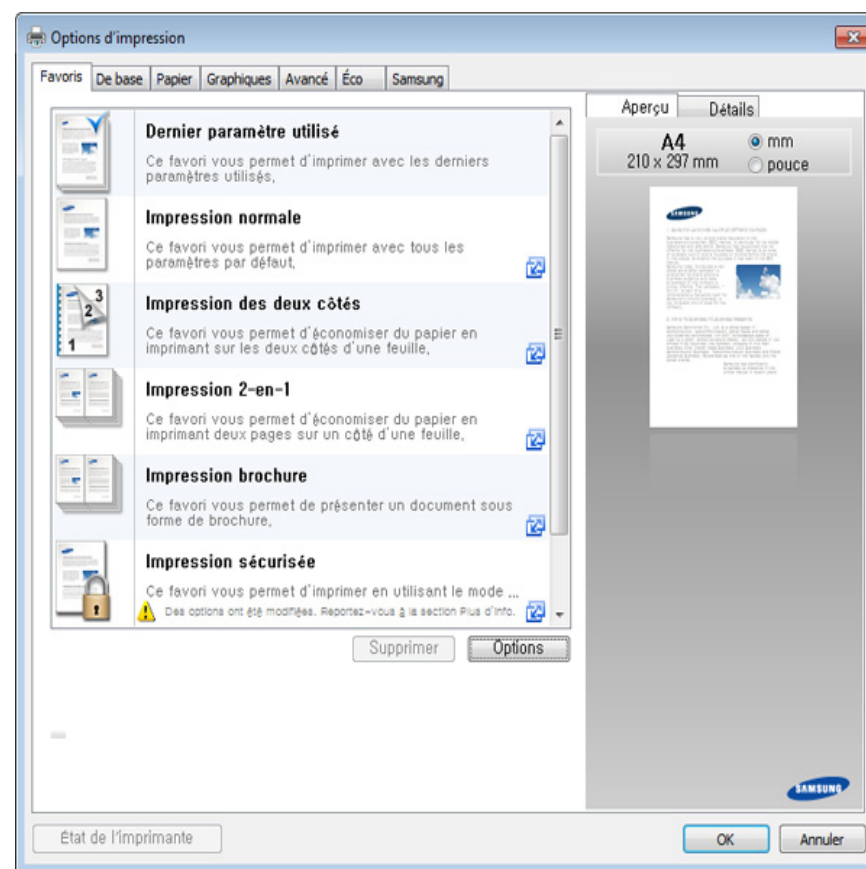 Options d'impression
Favoris De base Papier Graphiques Avancé Éco Samsung
Dernier paramètre utilisé
Ce favori vous permet d'imprimer avec les derniers
paramètres utilisés.
Impression normale
Ce favori vous permet d'imprimer avec tous les
paramètres par défaut.
3
2
1
Impression des deux côtés
Ce favori vous permet d'économiser du papier en
imprimant sur les deux côtés d'une feuille.
Impression 2-en-1
Ce favori vous permet d'économiser du papier en
imprimant deux pages sur un côté d'une feuille.
Impression brochure
Ce favori vous permet de présenter un document sous
forme de brochure.
Impression sécurisée
Ce favori vous permet d'imprimer en utilisant le mode ...
Des options ont été modifiées. Reportez-vous à la section Plus d'info.
Supprimer Options
Aperçu Détails
A4
210 x 297 mm
mm
pouce
SAMSUNG
SAMSUNG
État de l'imprimante
OK Annuler